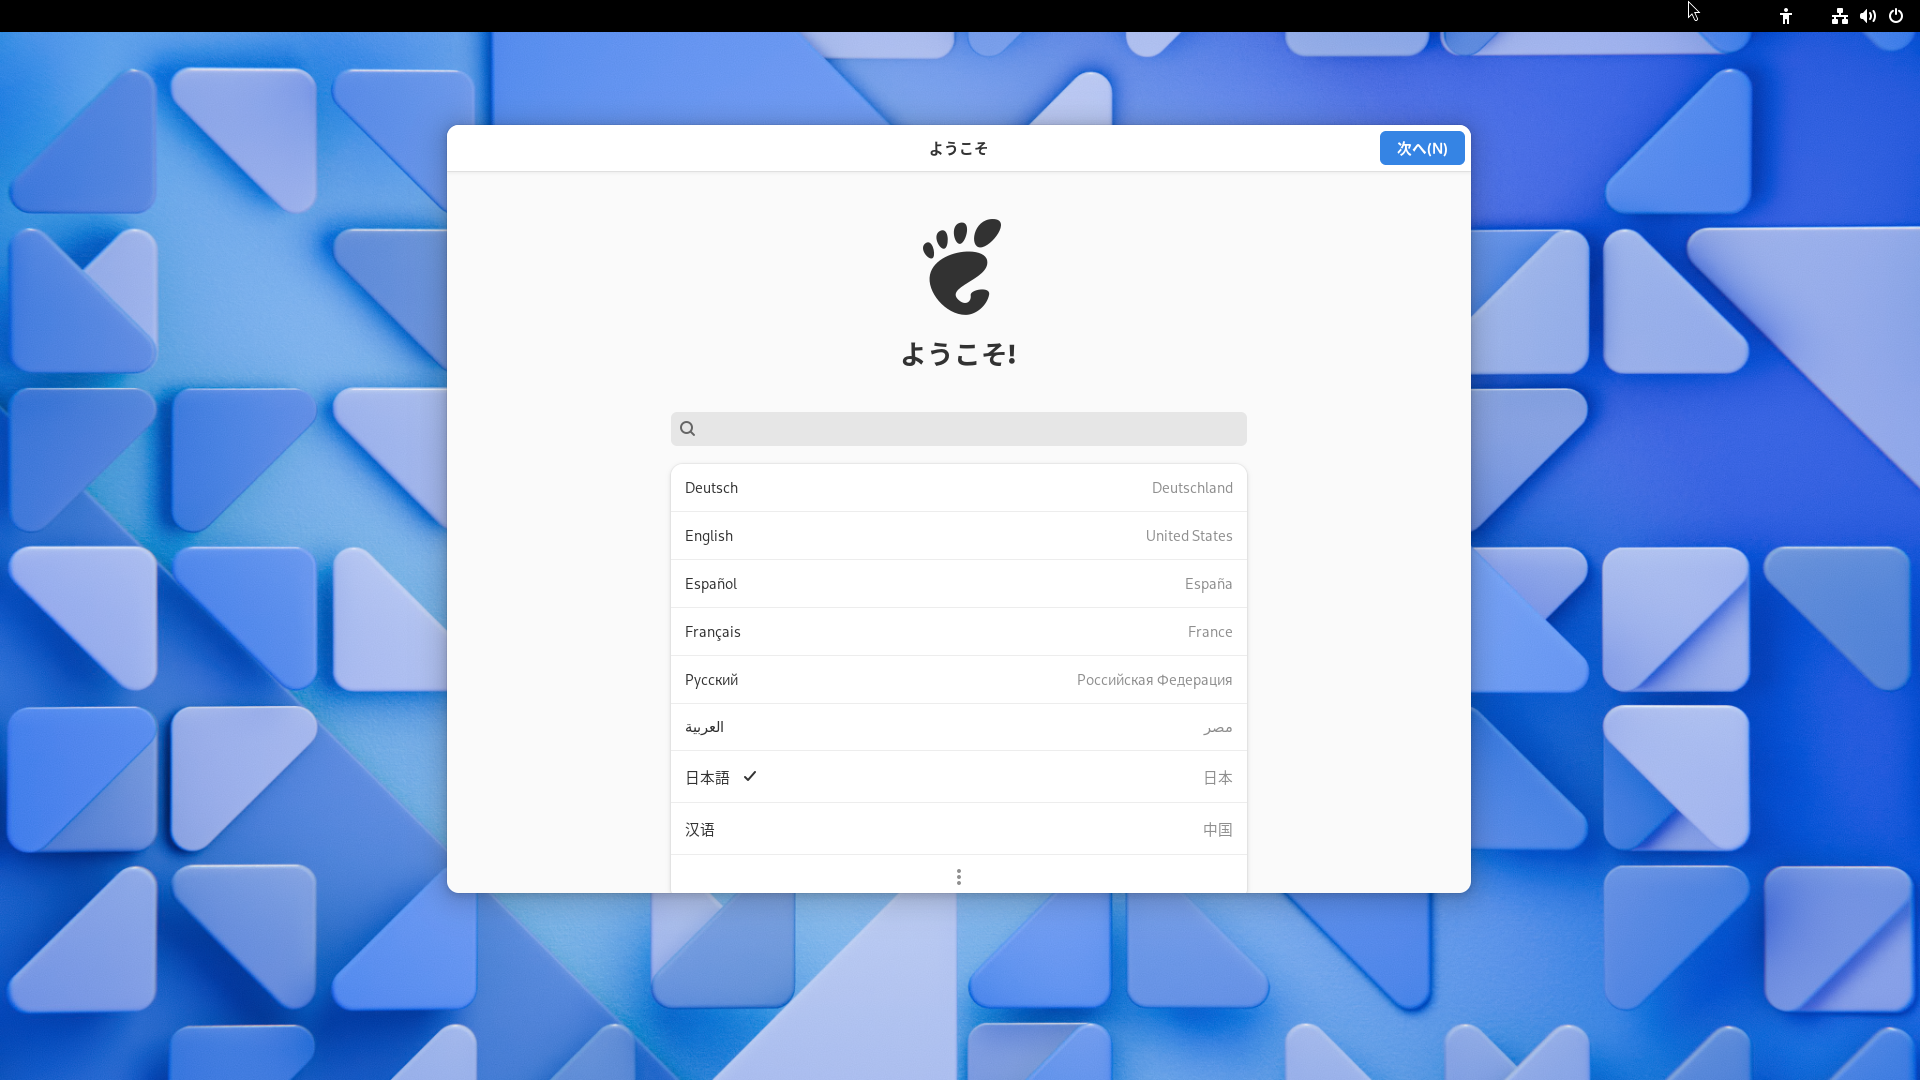 ようこそ
次へ(N)
ようこそ!
Deutsch Deutschland
English United States
Español España
Français France
Русский Российская Федерация
العربية مصر
日本語 日本
汉语 中国